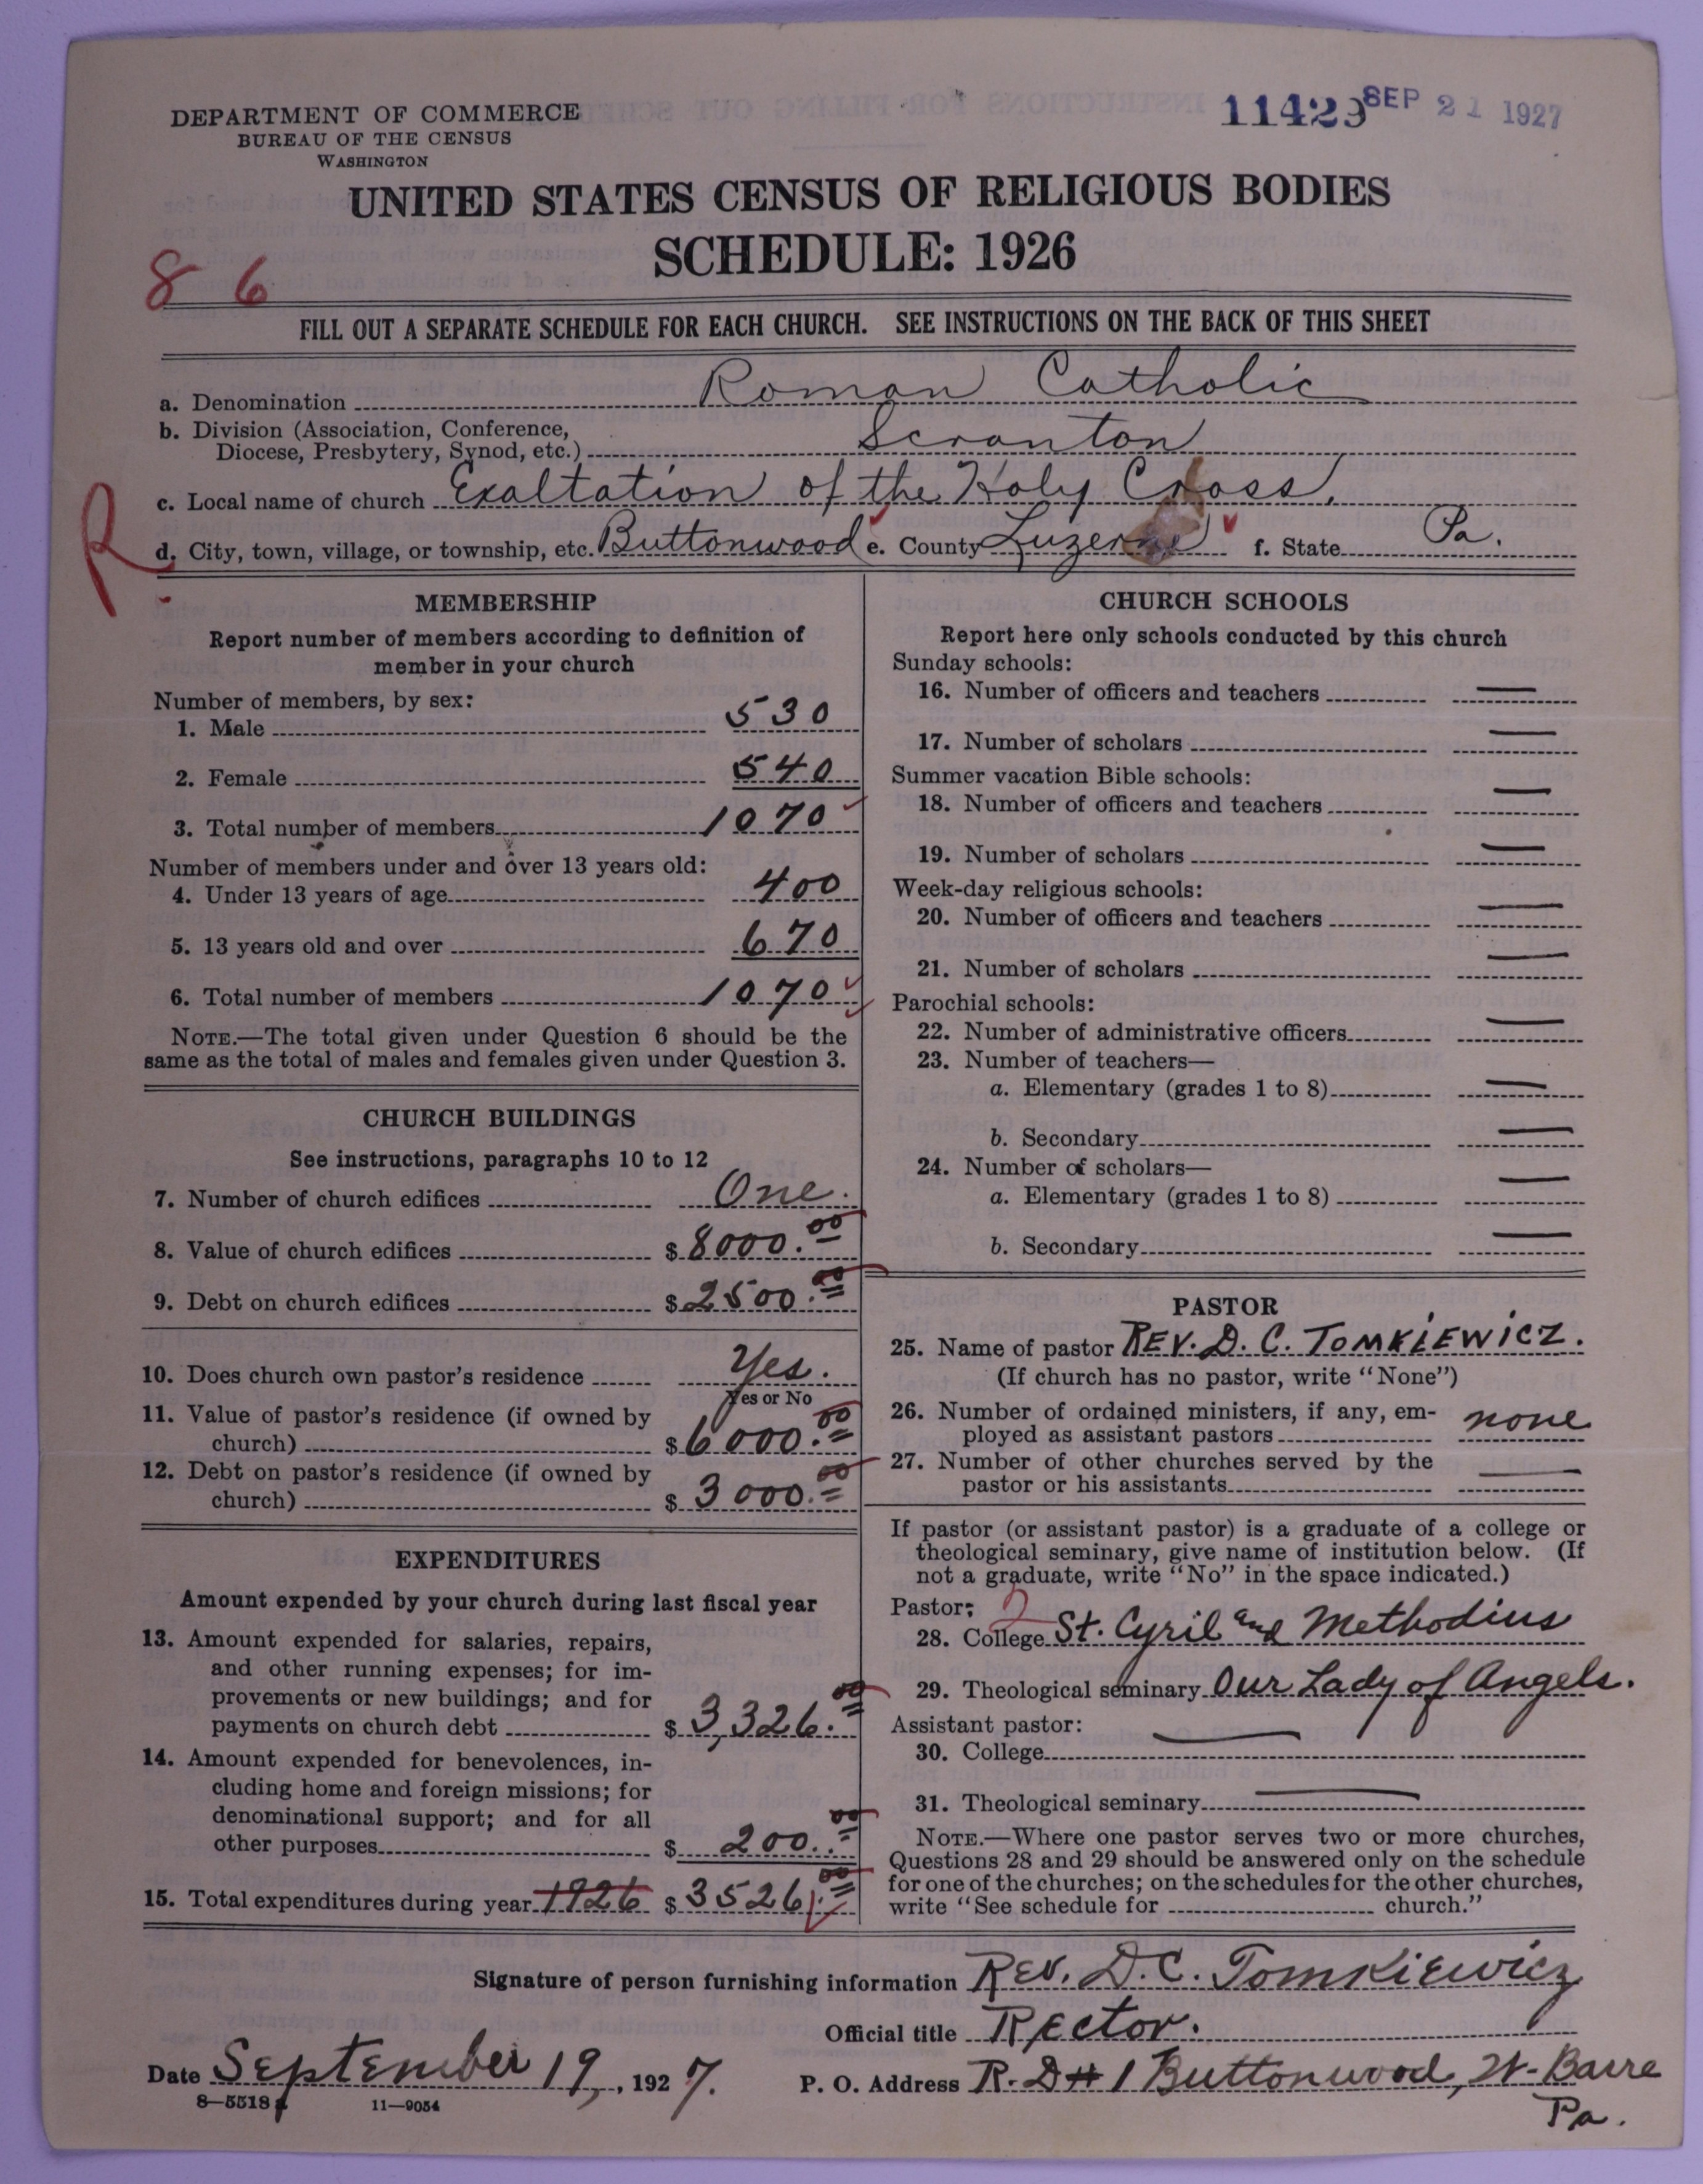 DEPARTMENT OF COMMERCE
BUREAU OF THE CENSUS
WASHINGTON
11429 SEP 21 1927
UNITED STATES CENSUS OF RELIGIOUS BODIES
SCHEDULE: 1926
8 6
FILL OUT A SEPARATE SCHEDULE FOR EACH CHURCH. SEE INSTRUCTIONS ON THE BACK OF THIS SHEET
a. Denomination Roman Catholic
b. Division (Association, Conference,
Diocese, Presbytery, Synod, etc.) Scranton
c. Local name of church Exaltation of the Holy Cross,
R. d. City, town, village, or township, etc. Buttonwood e. County Luzerne f. State Pa.
MEMBERSHIP
Report number of members according to definition of
member in your church
Number of members, by sex:
1. Male 530
2. Female 540
3. Total number of members 1070
Number of members under and over 13 years old:
4. Under 13 years of age 400
5. 13 years old and over 670
6. Total number of members 1070
NOTE.—The total given under Question 6 should be the
same as the total of males and females given under Question 3.
CHURCH BUILDINGS
See instructions, paragraphs 10 to 12
7. Number of church edifices One.
8. Value of church edifices $8000.00
9. Debt on church edifices $2500.00
10. Does church own pastor's residence Yes.
Yes or No
11. Value of pastor's residence (if owned by
church) $6000.00
12. Debt on pastor's residence (if owned by
church) $3000.00
EXPENDITURES
Amount expended by your church during last fiscal year
13. Amount expended for salaries, repairs,
and other running expenses; for im-
provements or new buildings; and for
payments on church debt $3,326.00
14. Amount expended for benevolences, in-
cluding home and foreign missions; for
denominational support; and for all
other purposes $200.00
15. Total expenditures during year 1926 $3526.00
CHURCH SCHOOLS
Report here only schools conducted by this church
Sunday schools:
16. Number of officers and teachers —
17. Number of scholars —
Summer vacation Bible schools:
18. Number of officers and teachers —
19. Number of scholars —
Week-day religious schools:
20. Number of officers and teachers —
21. Number of scholars —
Parochial schools:
22. Number of administrative officers —
23. Number of teachers—
a. Elementary (grades 1 to 8) —
b. Secondary —
24. Number of scholars—
a. Elementary (grades 1 to 8) —
b. Secondary —
PASTOR
25. Name of pastor REV. D. C. TOMKIEWICZ.
(If church has no pastor, write "None")
26. Number of ordained ministers, if any, em-
ployed as assistant pastors none
27. Number of other churches served by the
pastor or his assistants —
If pastor (or assistant pastor) is a graduate of a college or
theological seminary, give name of institution below. (If
not a graduate, write "No" in the space indicated.)
Pastor: 2
28. College St. Cyril and Methodius
29. Theological seminary Our Lady of Angels.
Assistant pastor:
30. College —
31. Theological seminary —
NOTE.—Where one pastor serves two or more churches,
Questions 28 and 29 should be answered only on the schedule
for one of the churches; on the schedules for the other churches,
write "See schedule for church."
Signature of person furnishing information Rev. D. C. Tomkiewicz
Official title Rector.
Date September 19, 1927. P. O. Address R. D # 1 Buttonwood, W-Barre
Pa.
8—5518 11—9054